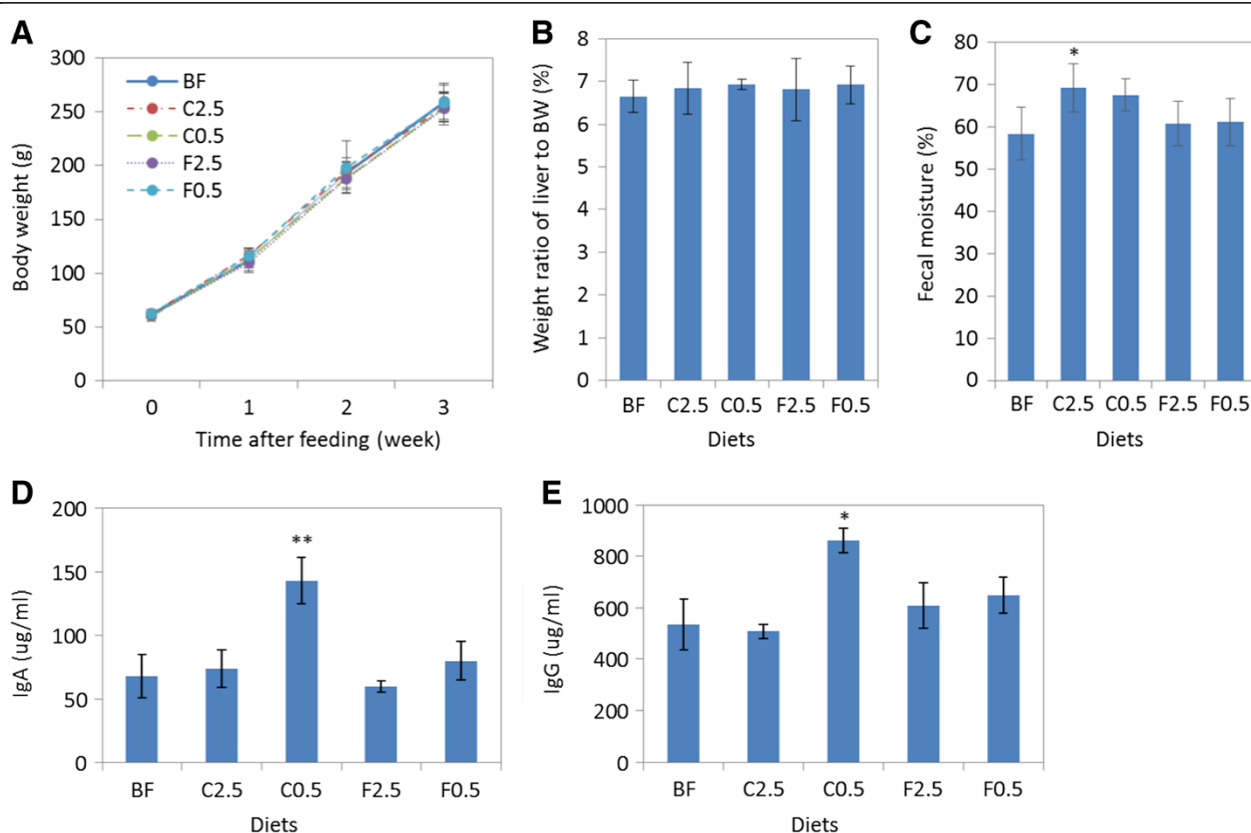 A
Body weight (g)
300
250
200
150
100
50
0
BF
C2.5
C0.5
F2.5
F0.5
0 1 2 3
Time after feeding (week)
B
Weight ratio of liver to BW (%)
8
7
6
5
4
3
2
1
0
BF C2.5 C0.5 F2.5 F0.5
Diets
C
Fecal moisture (%)
80
70
60
50
40
30
20
10
0
*
BF C2.5 C0.5 F2.5 F0.5
Diets
D
IgA (ug/ml)
200
150
100
50
0
**
BF C2.5 C0.5 F2.5 F0.5
Diets
E
IgG (ug/ml)
1000
800
600
400
200
0
*
BF C2.5 C0.5 F2.5 F0.5
Diets